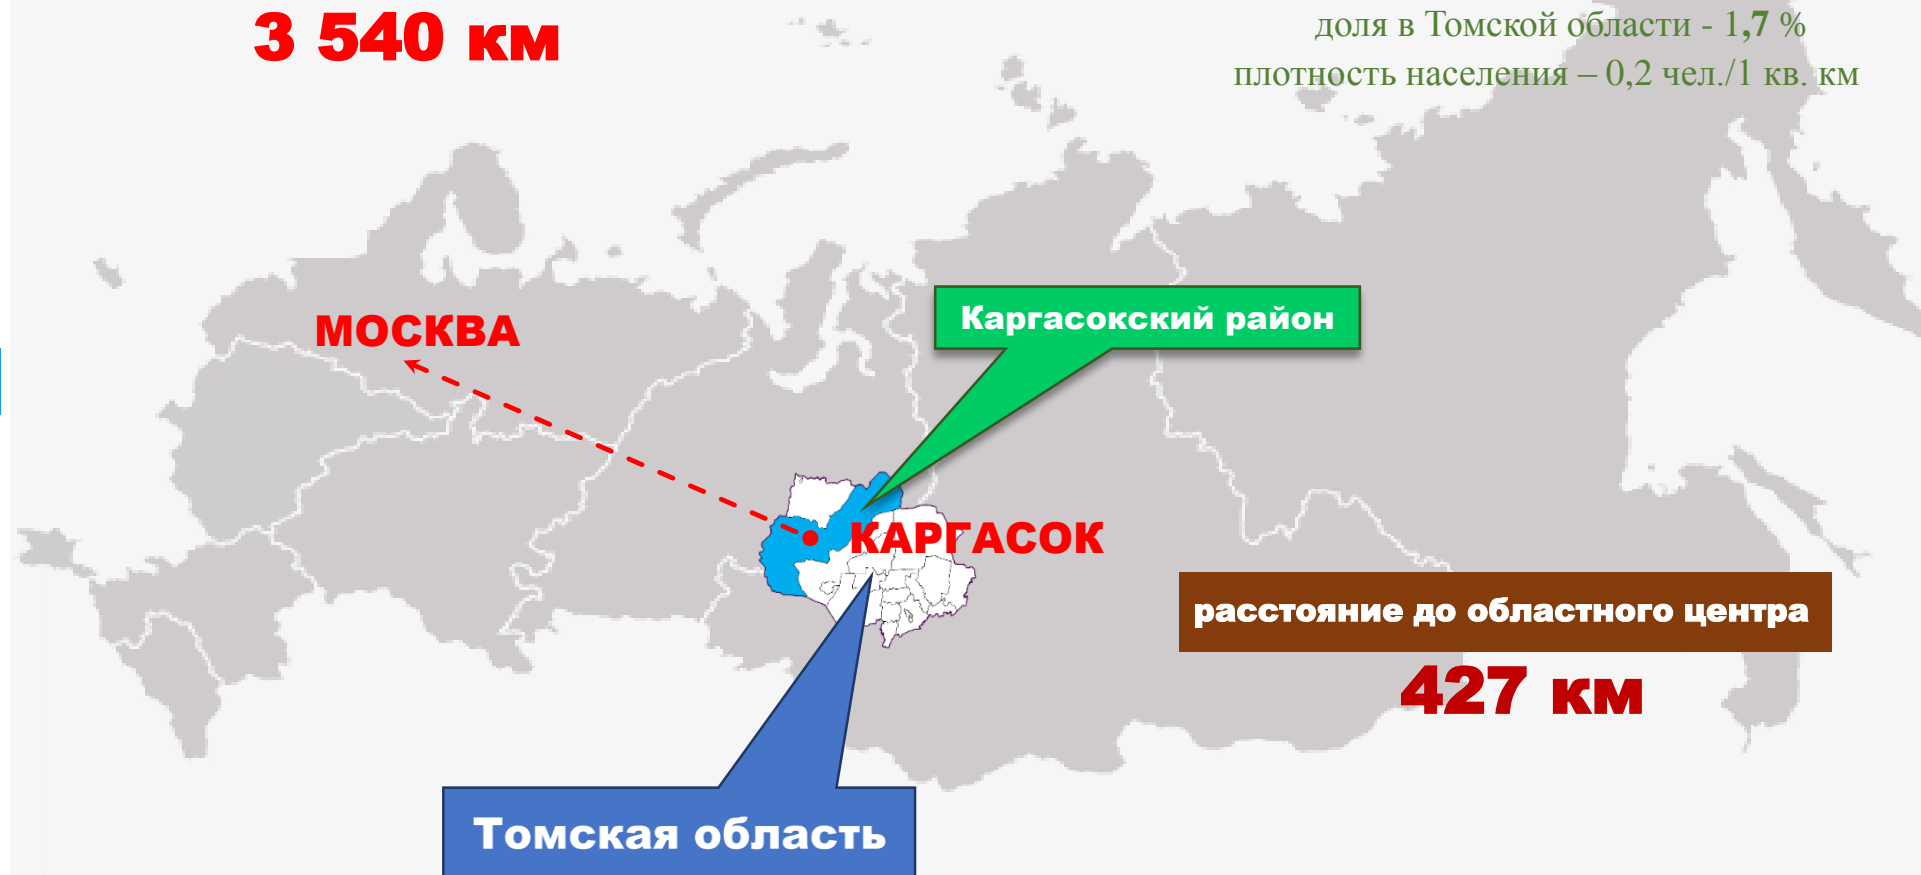 3 540 км
доля в Томской области - 1,7 %
плотность населения – 0,2 чел./1 кв. км
Каргасокский район
МОСКВА
КАРГАСОК
расстояние до областного центра
427 км
Томская область